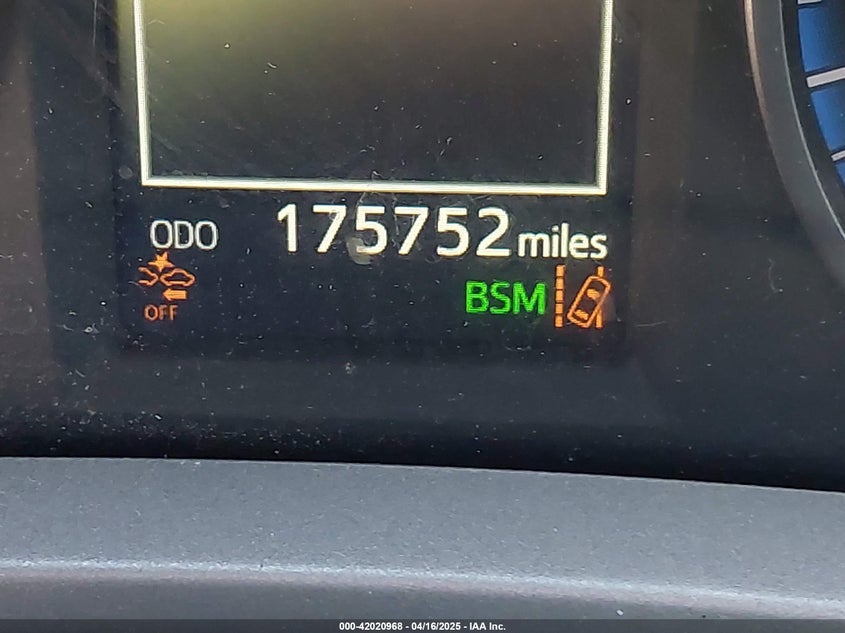 ODO 175752 miles
OFF BSM
000-42020968 - 04/16/2025 - IAA Inc.